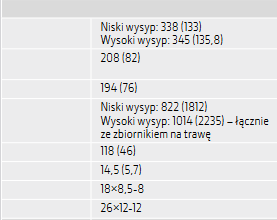 Niski wysyp: 338 (133)
Wysoki wysyp: 345 (135,8)
208 (82)
194 (76)
Niski wysyp: 822 (1812)
Wysoki wysyp: 1014 (2235) – łącznie
ze zbiornikiem na trawę
118 (46)
14,5 (5,7)
18×8,5-8
26×12-12